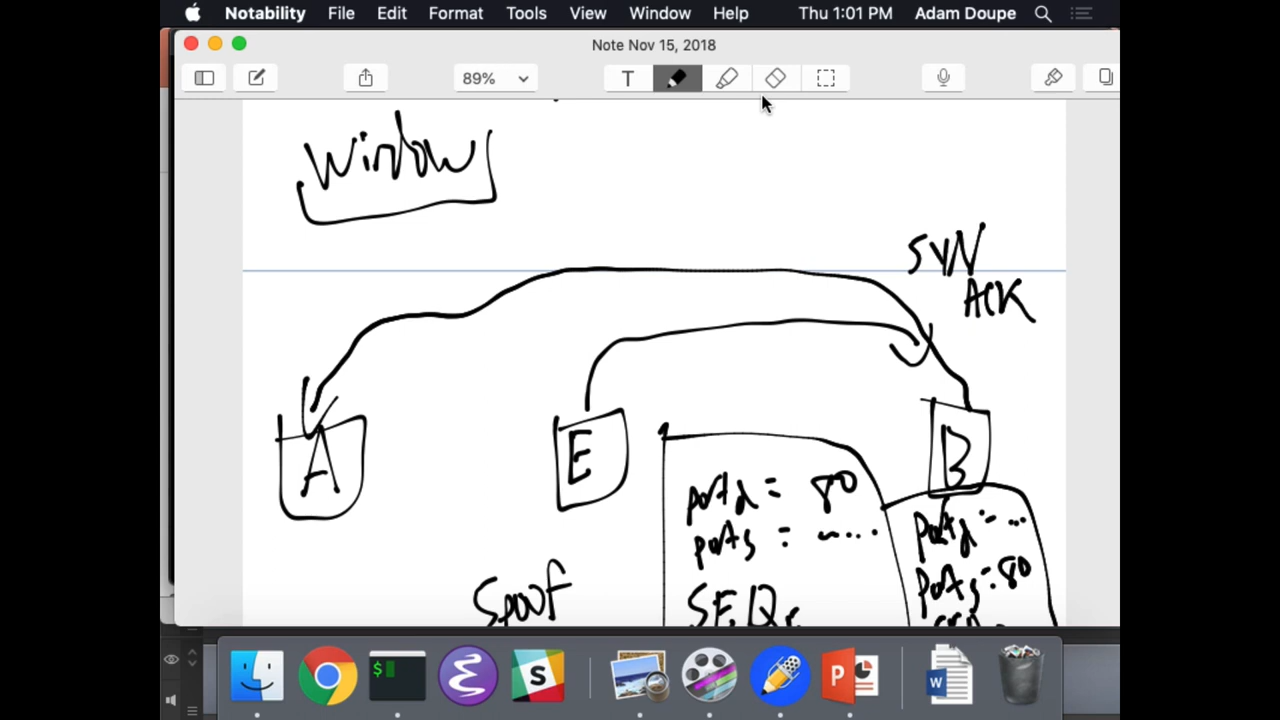 Notability File Edit Format Tools View Window Help Thu 1:01 PM Adam Doupe
Note Nov 15, 2018
89% T
Window
SYN
ACK
A E B
portd = 80
ports = ....
portd = ...
ports = 80
Spoof
SEQs
$
S
P
W